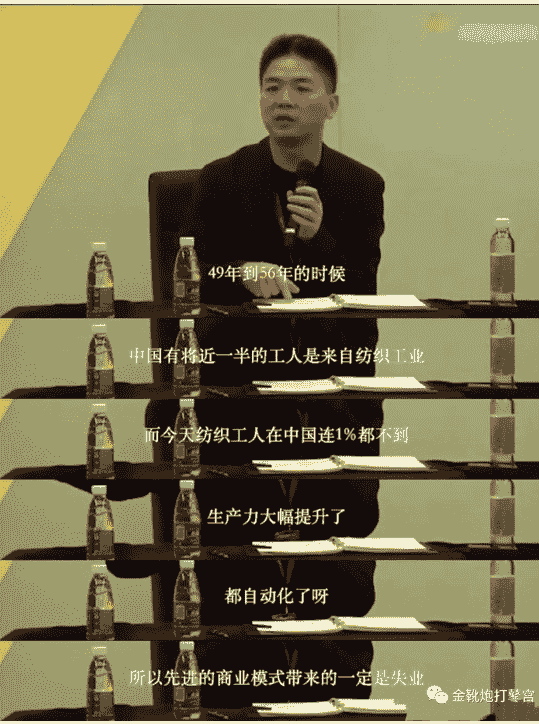 49年到56年的时候
中国有将近一半的工人是来自纺织工业
而今天纺织工人在中国连1%都不到
生产力大幅提升了
都自动化了呀
所以先进的商业模式带来的一定是失业
金靴炮打鬈宫